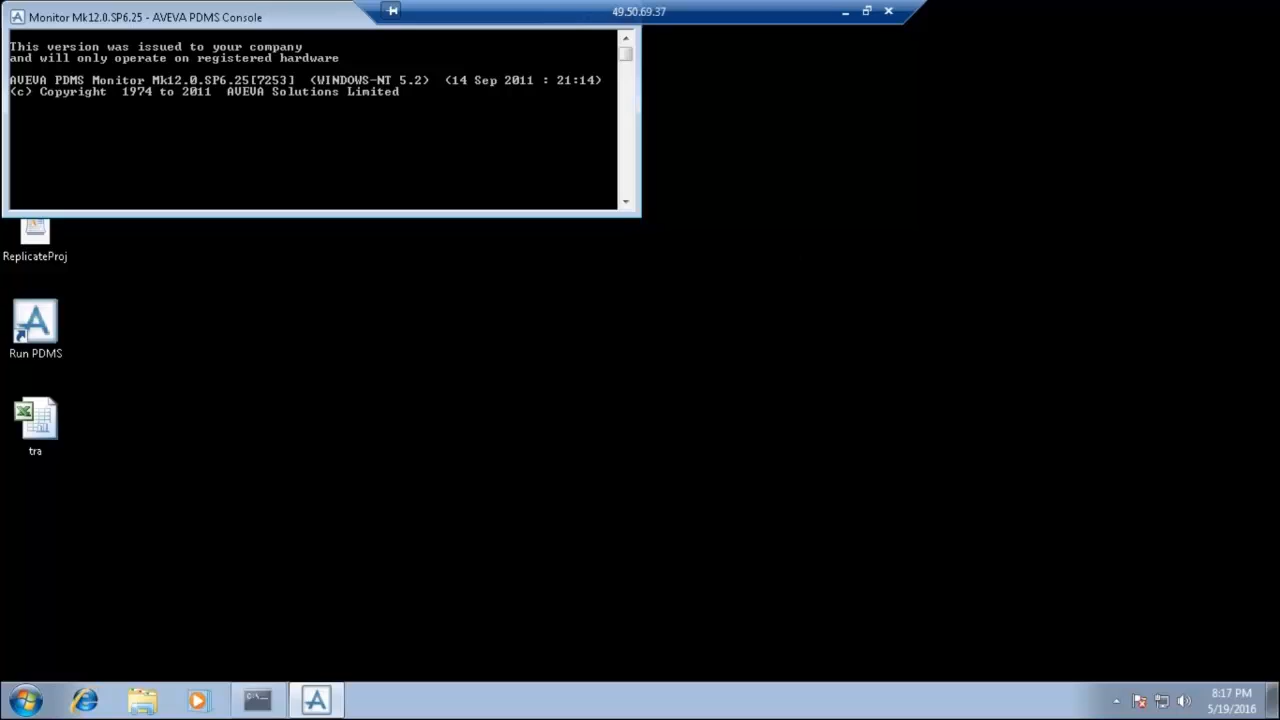 Monitor Mk12.0.SP6.25 - AVEVA PDMS Console
49.50.69.37
This version was issued to your company
and will only operate on registered hardware
AVEVA PDMS Monitor Mk12.0.SP6.25[7253]  (WINDOWS-NT 5.2)  (14 Sep 2011 : 21:14)
(c) Copyright  1974 to 2011  AVEVA Solutions Limited
ReplicateProj
Run PDMS
tra
8:17 PM
5/19/2016